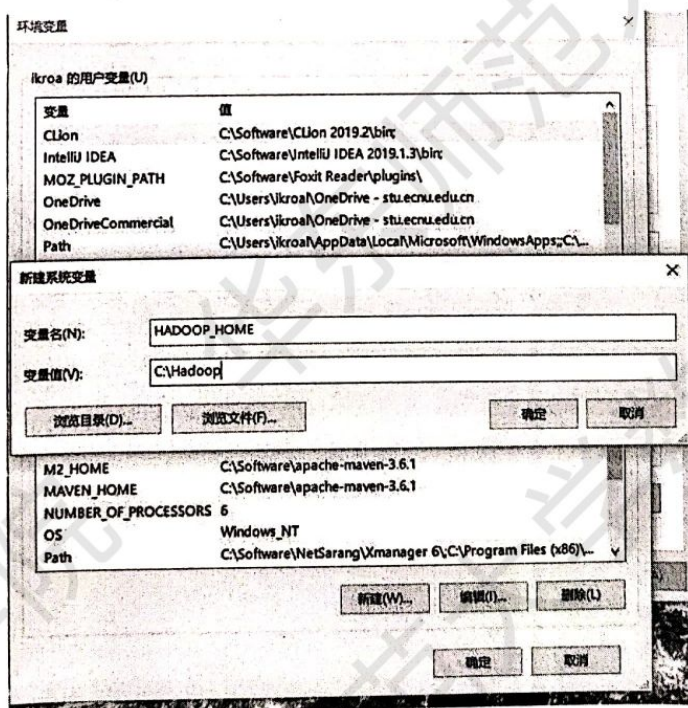 环境变量
ikroa 的用户变量(U)
变量 值
CLion C:\Software\CLion 2019.2\bin;
IntelliJ IDEA C:\Software\IntelliJ IDEA 2019.1.3\bin;
MOZ_PLUGIN_PATH C:\Software\Foxit Reader\plugins\
OneDrive C:\Users\ikroal\OneDrive - stu.ecnu.edu.cn
OneDriveCommercial C:\Users\ikroal\OneDrive - stu.ecnu.edu.cn
Path C:\Users\ikroal\AppData\Local\Microsoft\WindowsApps;;C:\...
新建系统变量
变量名(N): HADOOP_HOME
变量值(V): C:\Hadoop
浏览目录(D)... 浏览文件(F)... 确定 取消
M2_HOME C:\Software\apache-maven-3.6.1
MAVEN_HOME C:\Software\apache-maven-3.6.1
NUMBER_OF_PROCESSORS 6
OS Windows_NT
Path C:\Software\NetSarang\Xmanager 6\;C:\Program Files (x86)\...
新建(W)... 编辑(I)... 删除(L)
确定 取消